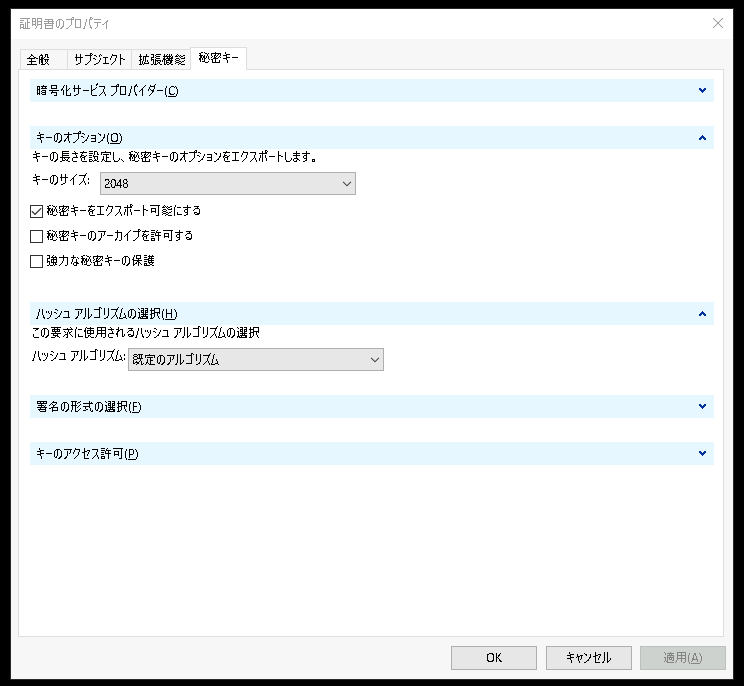 証明書のプロパティ
全般 サブジェクト 拡張機能 秘密キー
暗号化サービス プロバイダー(C)
キーのオプション(O)
キーの長さを設定し、秘密キーのオプションをエクスポートします。
キーのサイズ: 2048
秘密キーをエクスポート可能にする
秘密キーのアーカイブを許可する
強力な秘密キーの保護
ハッシュ アルゴリズムの選択(H)
この要求に使用されるハッシュ アルゴリズムの選択
ハッシュ アルゴリズム: 既定のアルゴリズム
署名の形式の選択(F)
キーのアクセス許可(P)
OK キャンセル 適用(A)